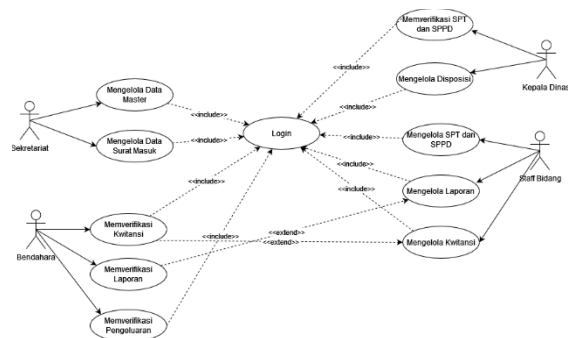 Memverifikasi SPT
dan SPPD
Kepala Dinas
Mengelola Disposisi
<<include>>
<<include>>
Mengelola Data
Master
<<include>>
Sekretariat
Login
Mengelola Data
Surat Masuk
<<include>>
<<include>>
Mengelola SPT dan
SPPD
Staff Bidang
<<include>>
<<include>>
Mengelola Laporan
<<include>>
Memverifikasi
Kwitansi
Bendahara
<<include>>
<<extend>>
<<extend>>
Mengelola Kwitansi
Memverifikasi
Laporan
Memverifikasi
Pengeluaran